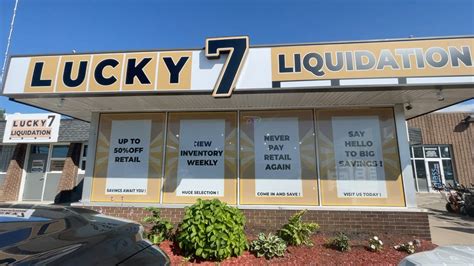 LUCKY 7 LIQUIDATION
LUCKY 7
LIQUIDATION
UP TO
50% OFF
RETAIL
SAVINGS AWAIT YOU!
NEW
INVENTORY
WEEKLY
HUGE SELECTION!
NEVER
PAY
RETAIL
AGAIN
COME IN AND SAVE!
SAY
HELLO
TO BIG
SAVINGS!
VISIT US TODAY!